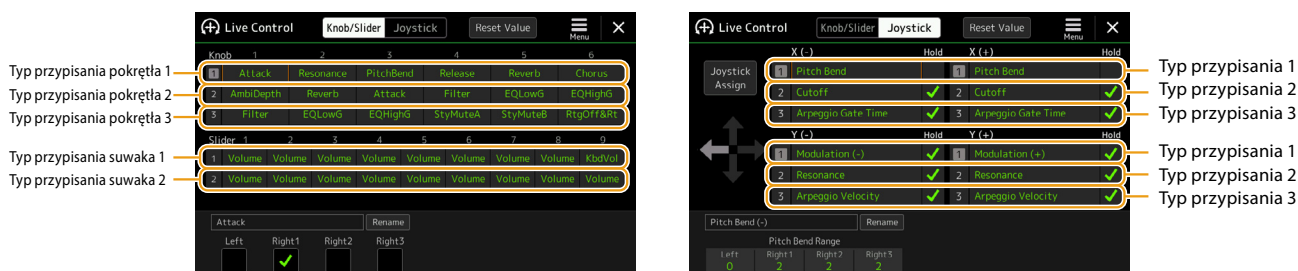 Live Control Knob/Slider Joystick Reset Value Menu ×
Knob 1 2 3 4 5 6
Typ przypisania pokrętła 1 1 Attack Resonance PitchBend Release Reverb Chorus
Typ przypisania pokrętła 2 2 AmbiDepth Reverb Attack Filter EQLowG EQHighG
Typ przypisania pokrętła 3 3 Filter EQLowG EQHighG StyMuteA StyMuteB RtgOff&Rt
Slider 1 2 3 4 5 6 7 8 9
Typ przypisania suwaka 1 1 Volume Volume Volume Volume Volume Volume Volume Volume KbdVol
Typ przypisania suwaka 2 2 Volume Volume Volume Volume Volume Volume Volume Volume Volume
Attack Rename
Left Right1 Right2 Right3
Live Control Knob/Slider Joystick Reset Value Menu ×
X (-) Hold X (+) Hold
Joystick Assign
1 Pitch Bend 1 Pitch Bend Typ przypisania 1
2 Cutoff 2 Cutoff Typ przypisania 2
3 Arpeggio Gate Time 3 Arpeggio Gate Time Typ przypisania 3
Y (-) Hold Y (+) Hold
1 Modulation (-) 1 Modulation (+) Typ przypisania 1
2 Resonance 2 Resonance Typ przypisania 2
3 Arpeggio Velocity 3 Arpeggio Velocity Typ przypisania 3
Pitch Bend (-) Rename
Pitch Bend Range
Left Right1 Right2 Right3
0 2 2 2